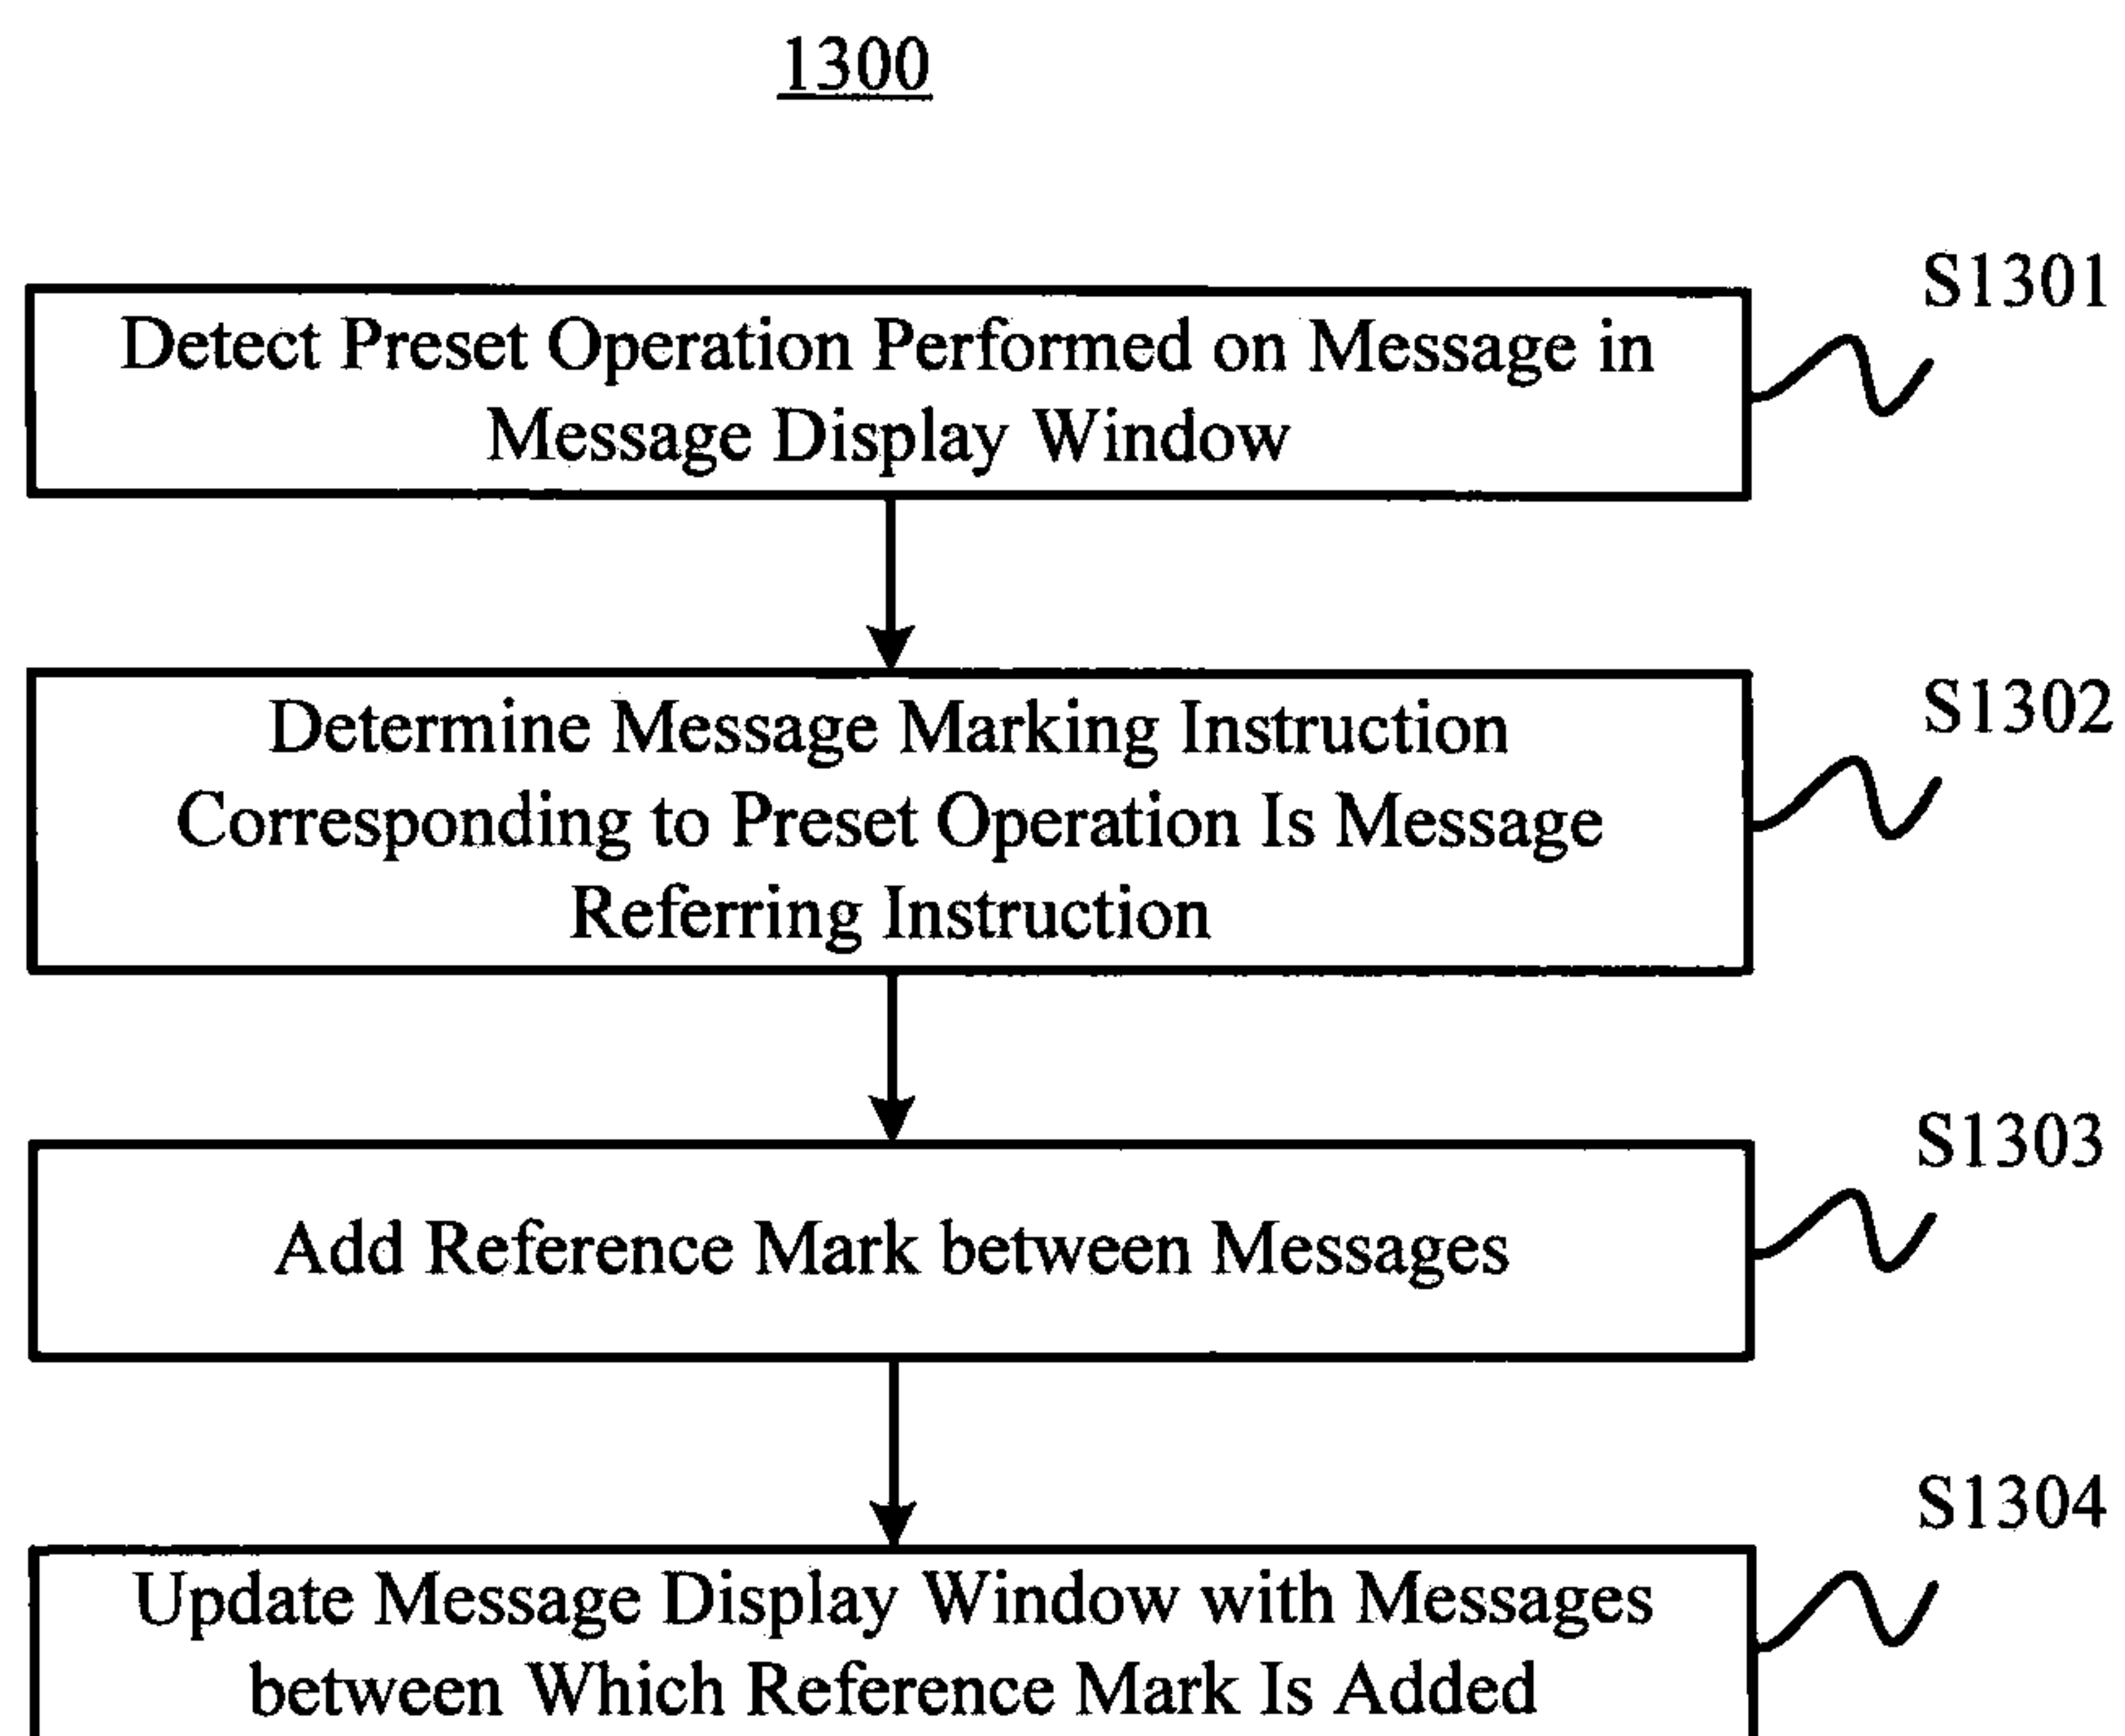 1300
S1301
Detect Preset Operation Performed on Message in
Message Display Window
S1302
Determine Message Marking Instruction
Corresponding to Preset Operation Is Message
Referring Instruction
S1303
Add Reference Mark between Messages
S1304
Update Message Display Window with Messages
between Which Reference Mark Is Added